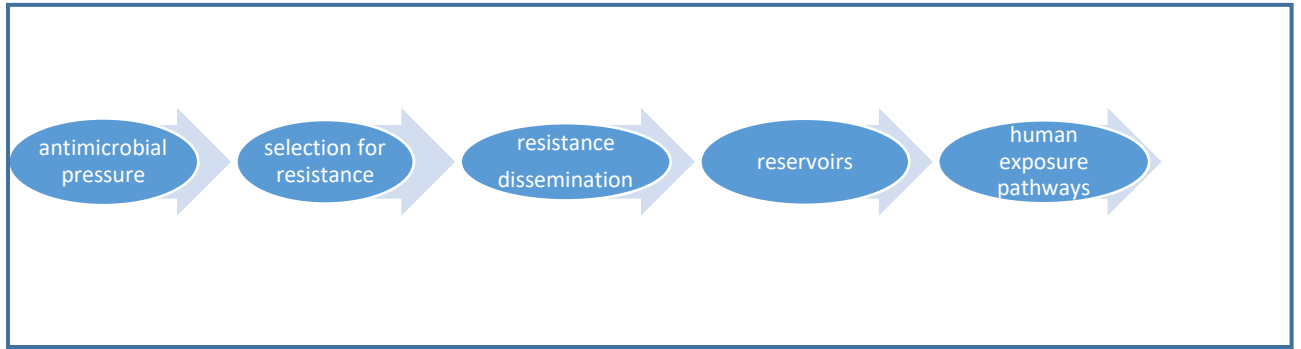 antimicrobial
pressure
selection for
resistance
resistance
dissemination
reservoirs
human
exposure
pathways